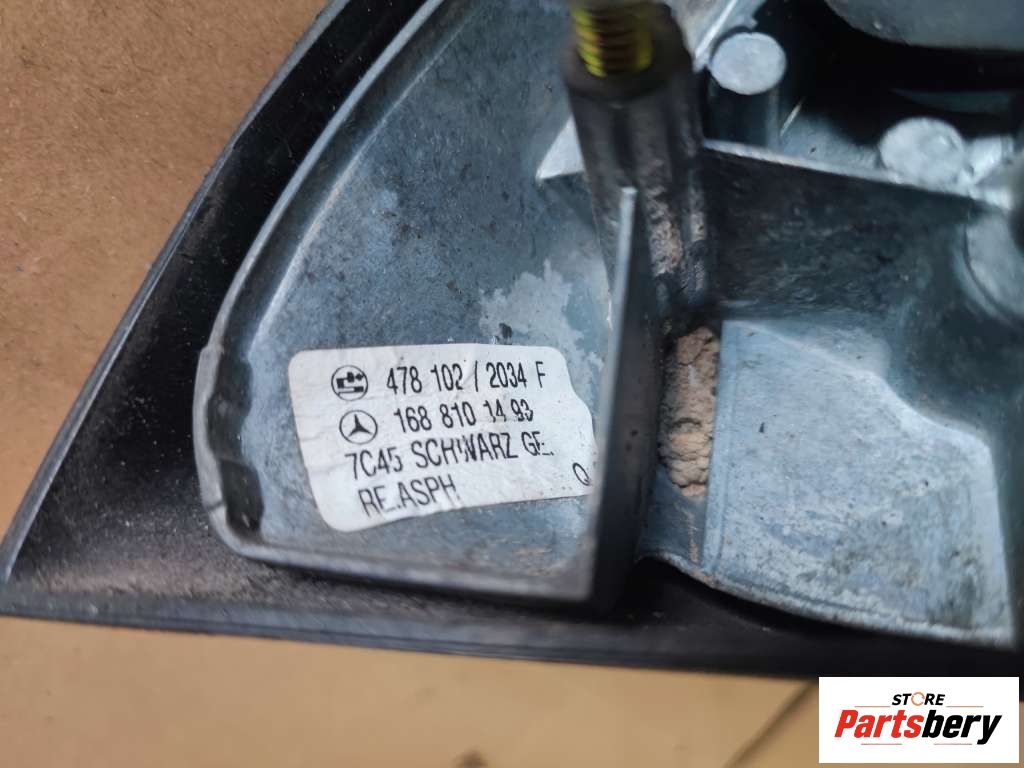 478 102 / 2034 F
168 810 14 93
7C45 SCHWARZ GE.
RE.ASPH. Q
STORE
Partsbery